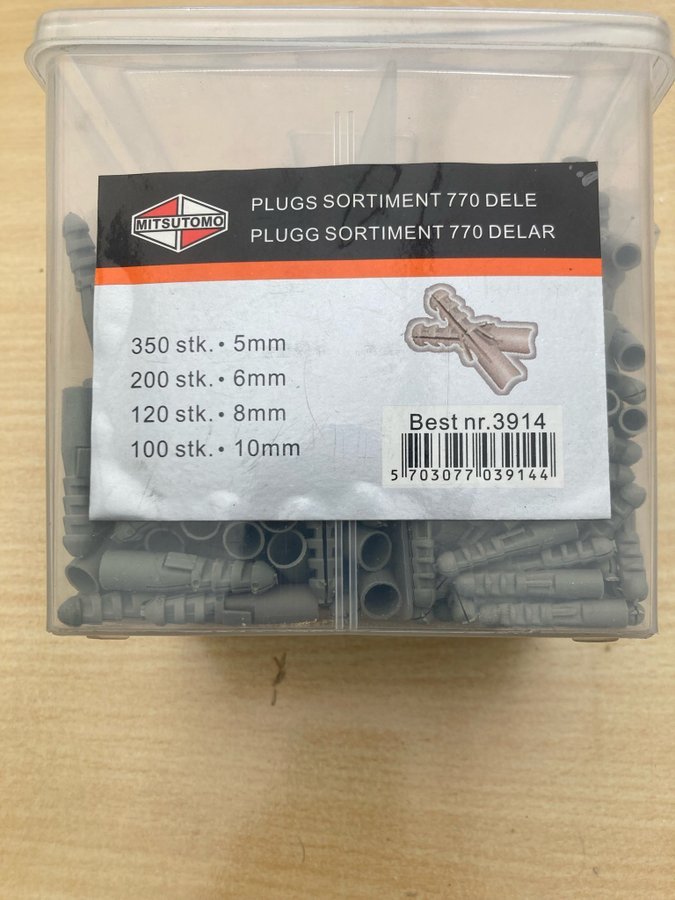 MITSUTOMO
PLUGS SORTIMENT 770 DELE
PLUGG SORTIMENT 770 DELAR
350 stk. • 5mm
200 stk. • 6mm
120 stk. • 8mm
100 stk. • 10mm
Best nr.3914
5 703077 039144